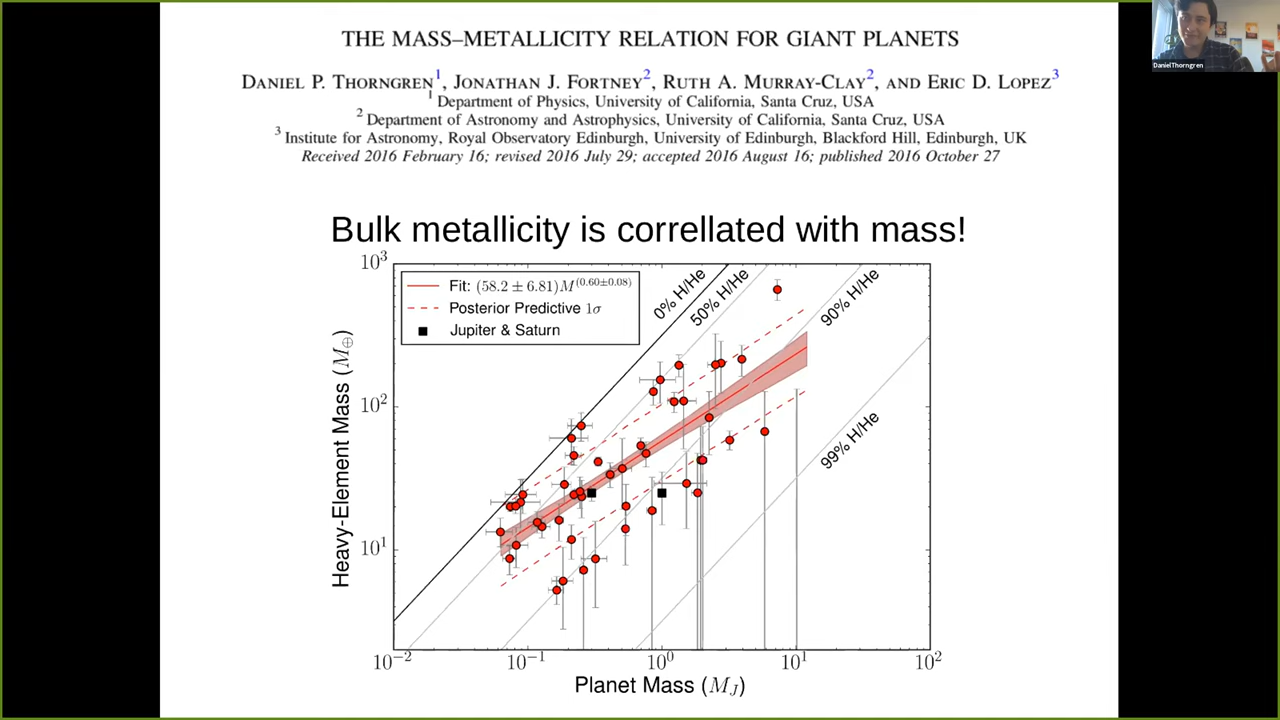 THE MASS–METALLICITY RELATION FOR GIANT PLANETS
DANIEL P. THORNGREN1, JONATHAN J. FORTNEY2, RUTH A. MURRAY-CLAY2, AND ERIC D. LOPEZ3
1 Department of Physics, University of California, Santa Cruz, USA
2 Department of Astronomy and Astrophysics, University of California, Santa Cruz, USA
3 Institute for Astronomy, Royal Observatory Edinburgh, University of Edinburgh, Blackford Hill, Edinburgh, UK
Received 2016 February 16; revised 2016 July 29; accepted 2016 August 16; published 2016 October 27
DanielThorngren
Bulk metallicity is correllated with mass!
Fit: (58.2 ± 6.81)M^(0.60±0.08)
Posterior Predictive 1σ
Jupiter & Saturn
0% H/He
50% H/He
90% H/He
99% H/He
Heavy-Element Mass (M⊕)
10^3
10^2
10^1
10^−2
10^−1
10^0
10^1
10^2
Planet Mass (M_J)